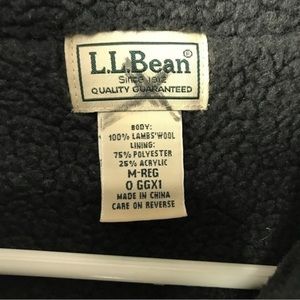 L.L.Bean®
Since 1912
QUALITY GUARANTEED
BODY:
100% LAMBS'WOOL
LINING:
75% POLYESTER
25% ACRYLIC
M-REG
O GGX1
MADE IN CHINA
CARE ON REVERSE